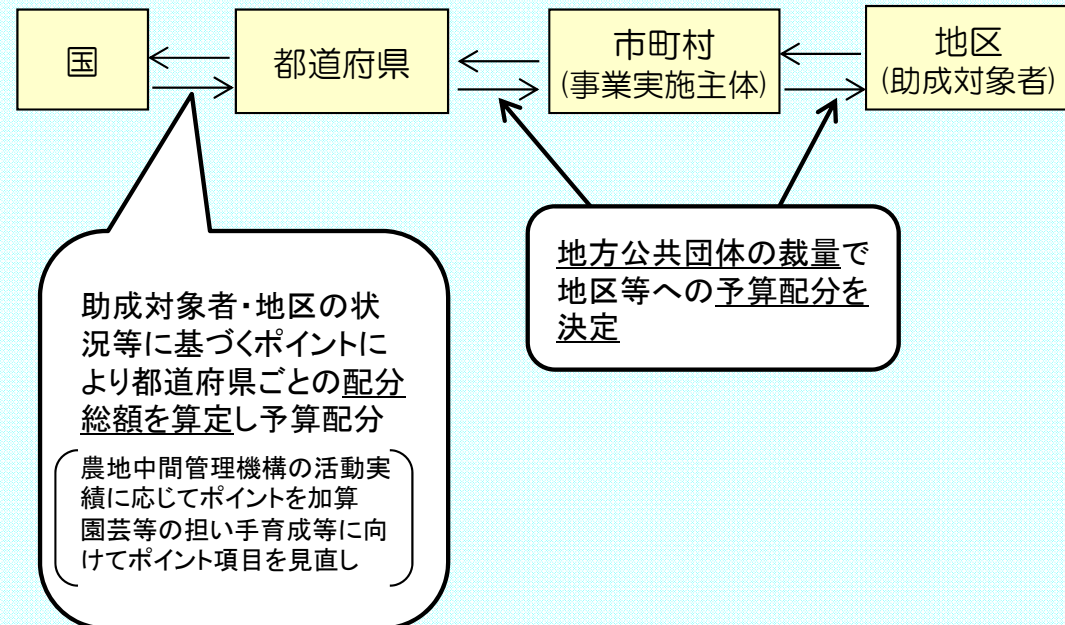 国
都道府県
市町村
(事業実施主体)
地区
(助成対象者)
助成対象者・地区の状
況等に基づくポイントに
より都道府県ごとの配分
総額を算定し予算配分
農地中間管理機構の活動実
績に応じてポイントを加算
園芸等の担い手育成等に向
けてポイント項目を見直し
地方公共団体の裁量で
地区等への予算配分を
決定